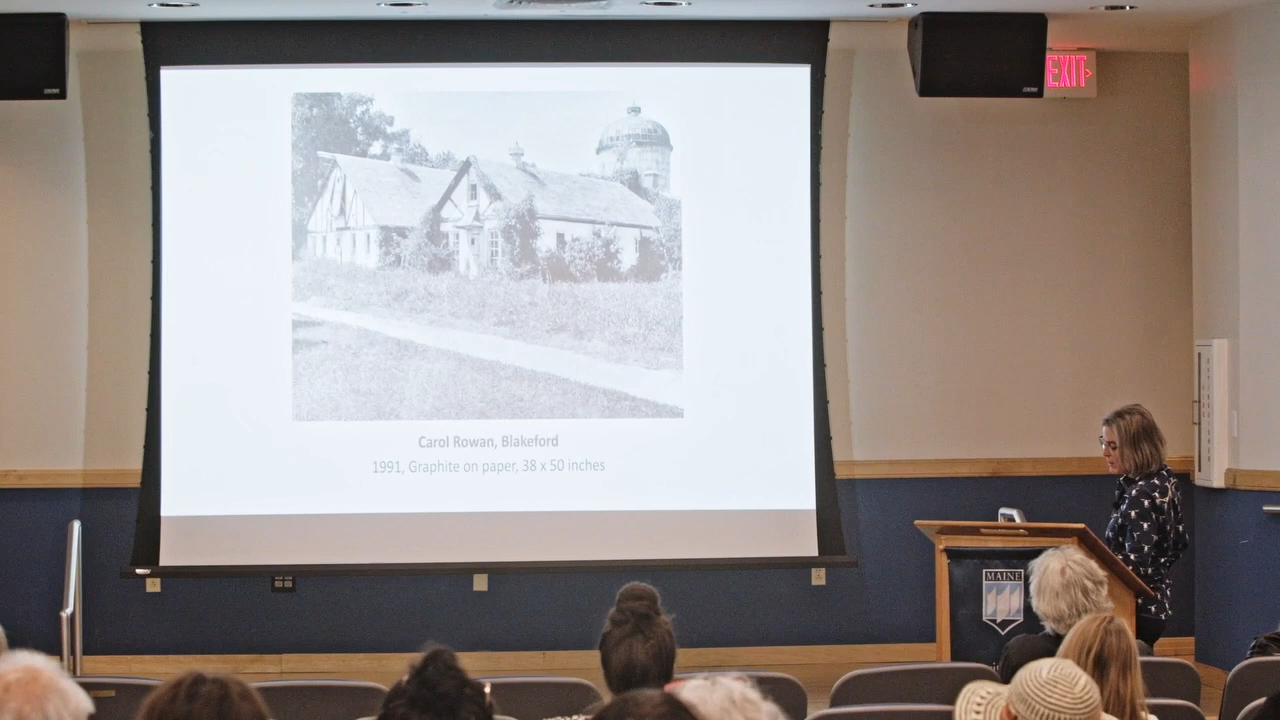 EXIT
Carol Rowan, Blakeford
1991, Graphite on paper, 38 x 50 inches
MAINE